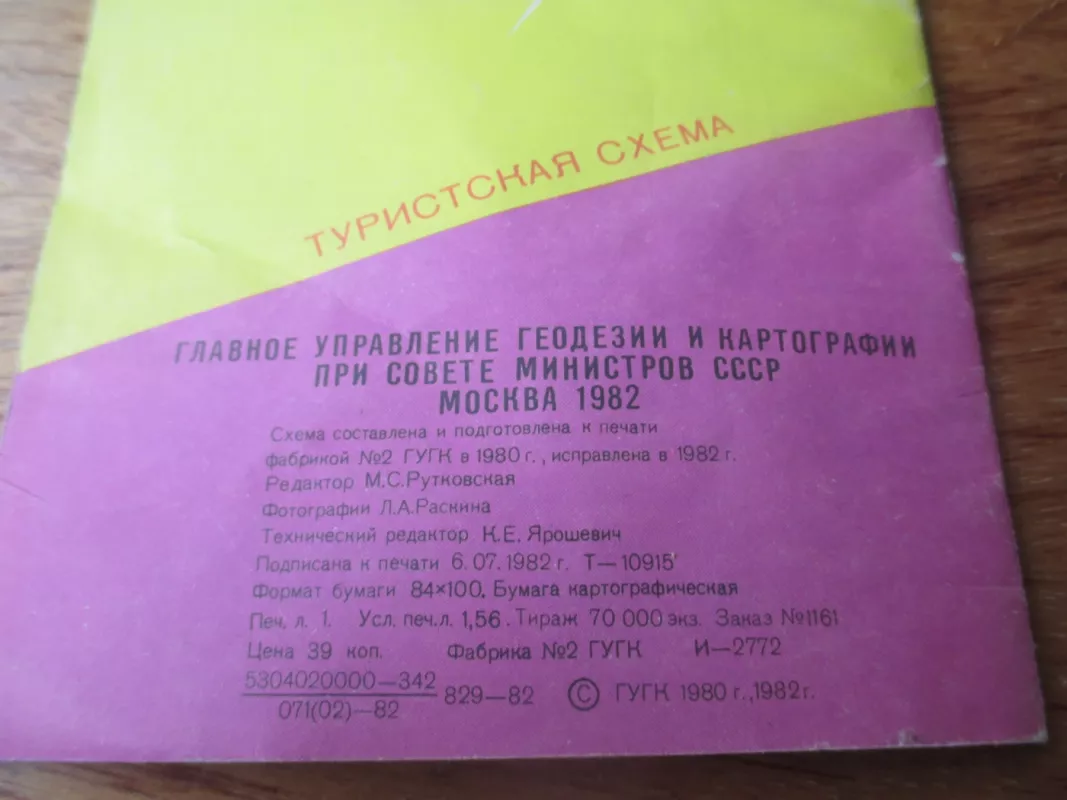 ТУРИСТСКАЯ СХЕМА
ГЛАВНОЕ УПРАВЛЕНИЕ ГЕОДЕЗИИ И КАРТОГРАФИИ
ПРИ СОВЕТЕ МИНИСТРОВ СССР
МОСКВА 1982
Схема составлена и подготовлена к печати
фабрикой №2 ГУГК в 1980 г., исправлена в 1982 г.
Редактор М.С.Рутковская
Фотографии Л.А.Раскина
Технический редактор К.Е. Ярошевич
Подписана к печати 6.07.1982 г. Т—10915
Формат бумаги 84×100. Бумага картографическая
Печ. л. 1. Усл. печ.л. 1,56. Тираж 70 000 экз. Заказ №1161
Цена 39 коп. Фабрика №2 ГУГК И—2772
5304020000—342
071(02)—82
829—82 © ГУГК 1980 г., 1982 г.